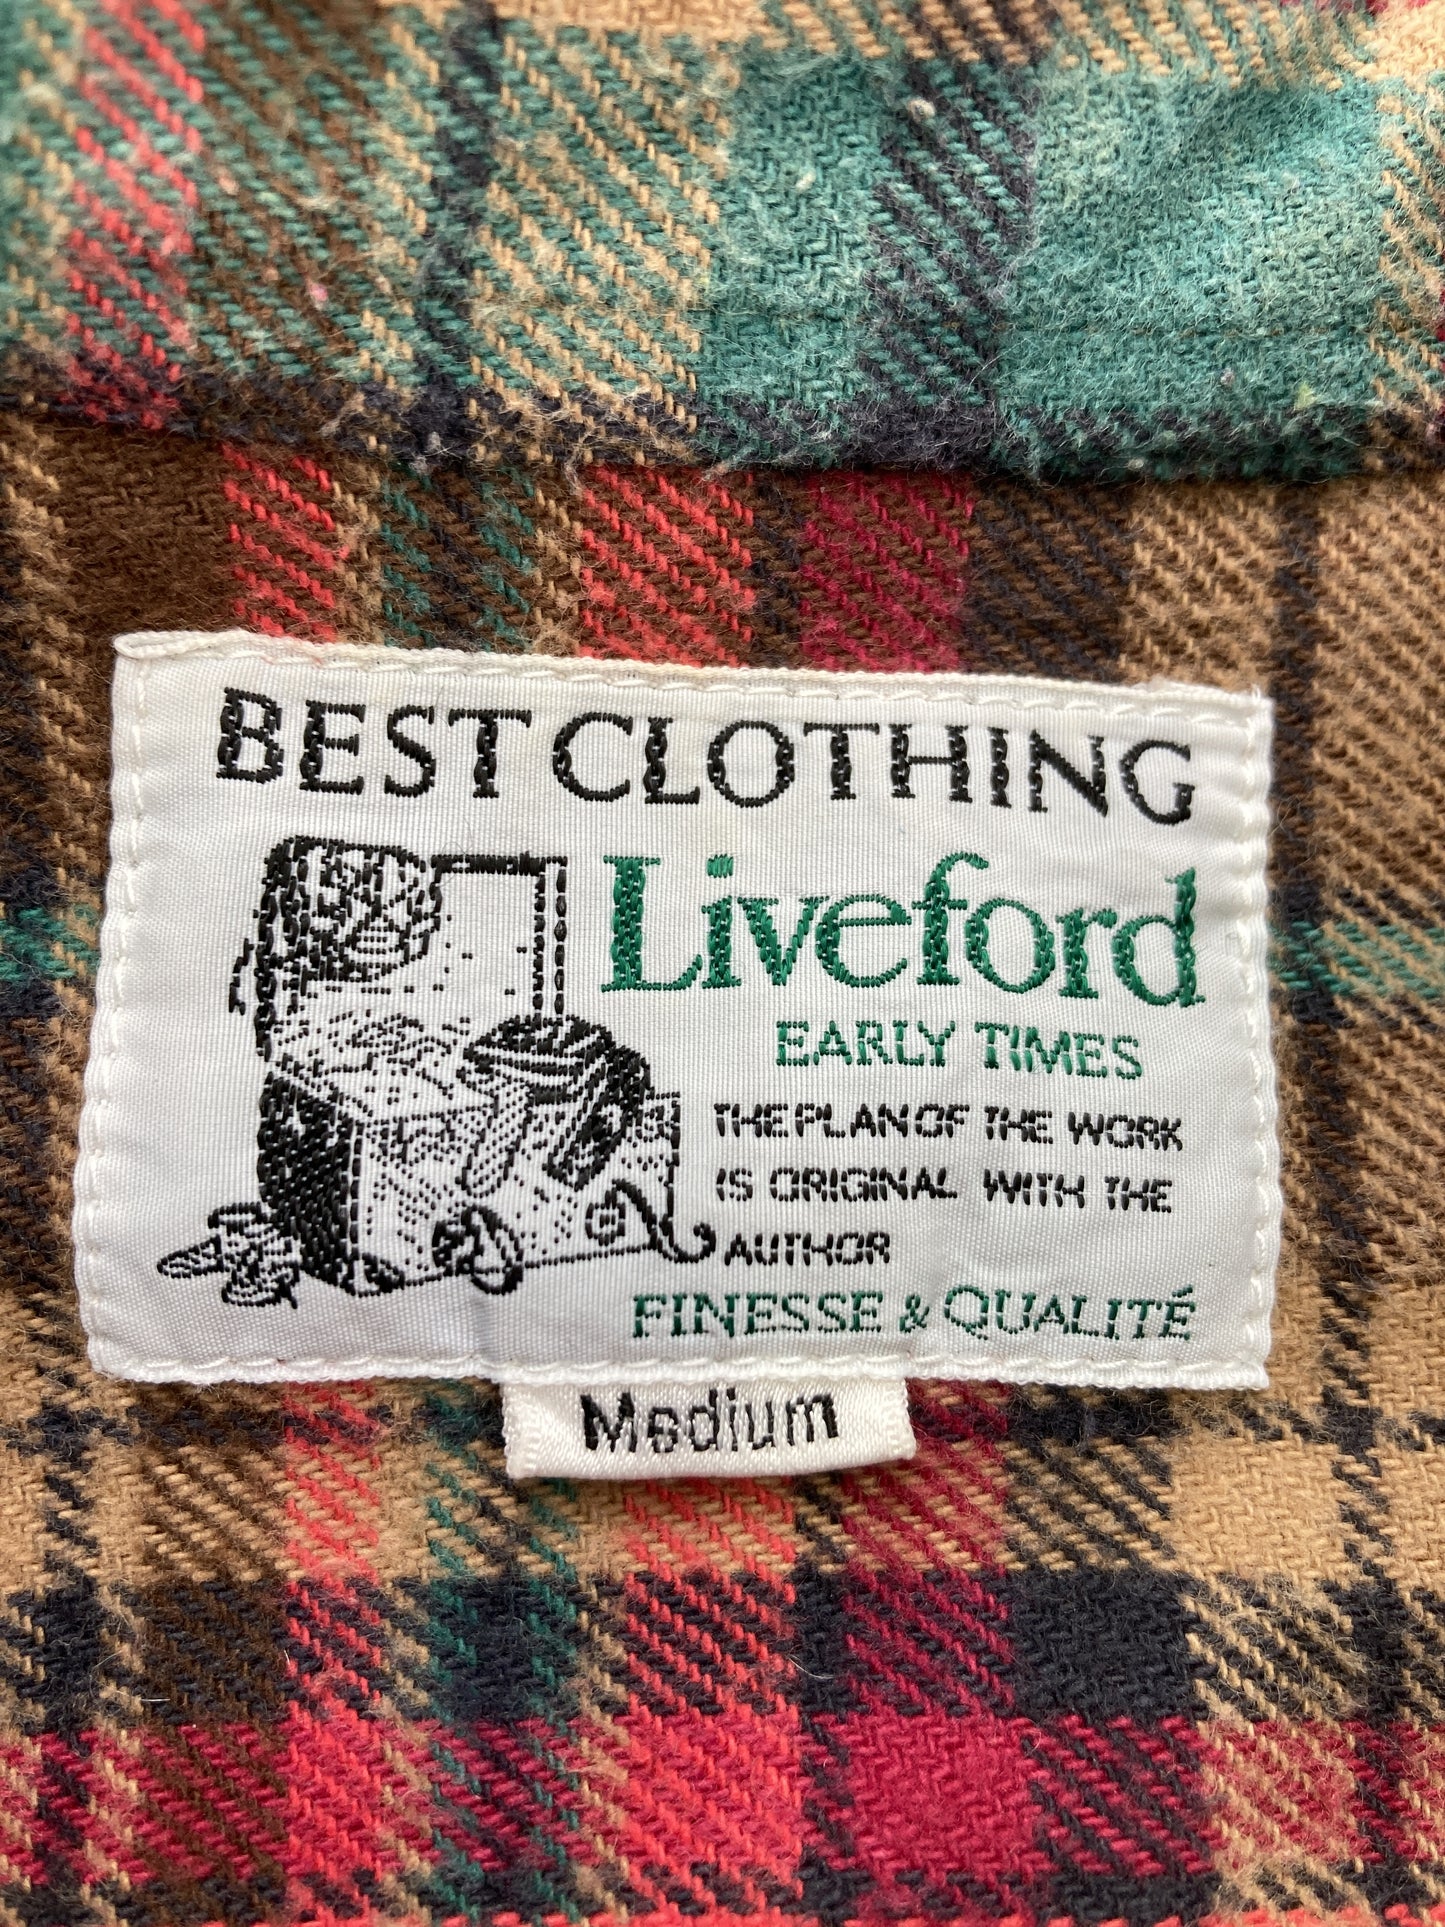 BEST CLOTHING
Liveford
EARLY TIMES
THE PLAN OF THE WORK
IS ORIGINAL WITH THE
AUTHOR
FINESSE & QUALITÉ
Medium